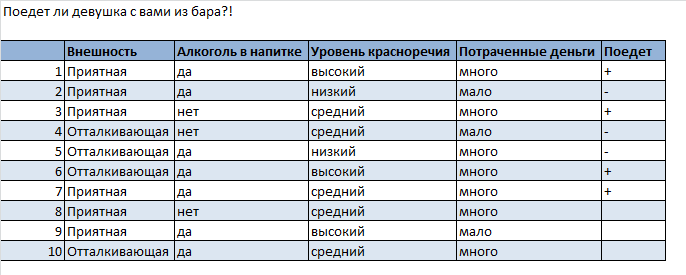 Поедет ли девушка с вами из бара?!
Внешность Алкоголь в напитке Уровень красноречия Потраченные деньги Поедет
1 Приятная да высокий много +
2 Приятная да низкий мало -
3 Приятная нет средний много +
4 Отталкивающая нет средний мало -
5 Отталкивающая да низкий много -
6 Отталкивающая да высокий много +
7 Приятная да средний много +
8 Приятная нет средний много
9 Приятная да высокий мало
10 Отталкивающая да средний много